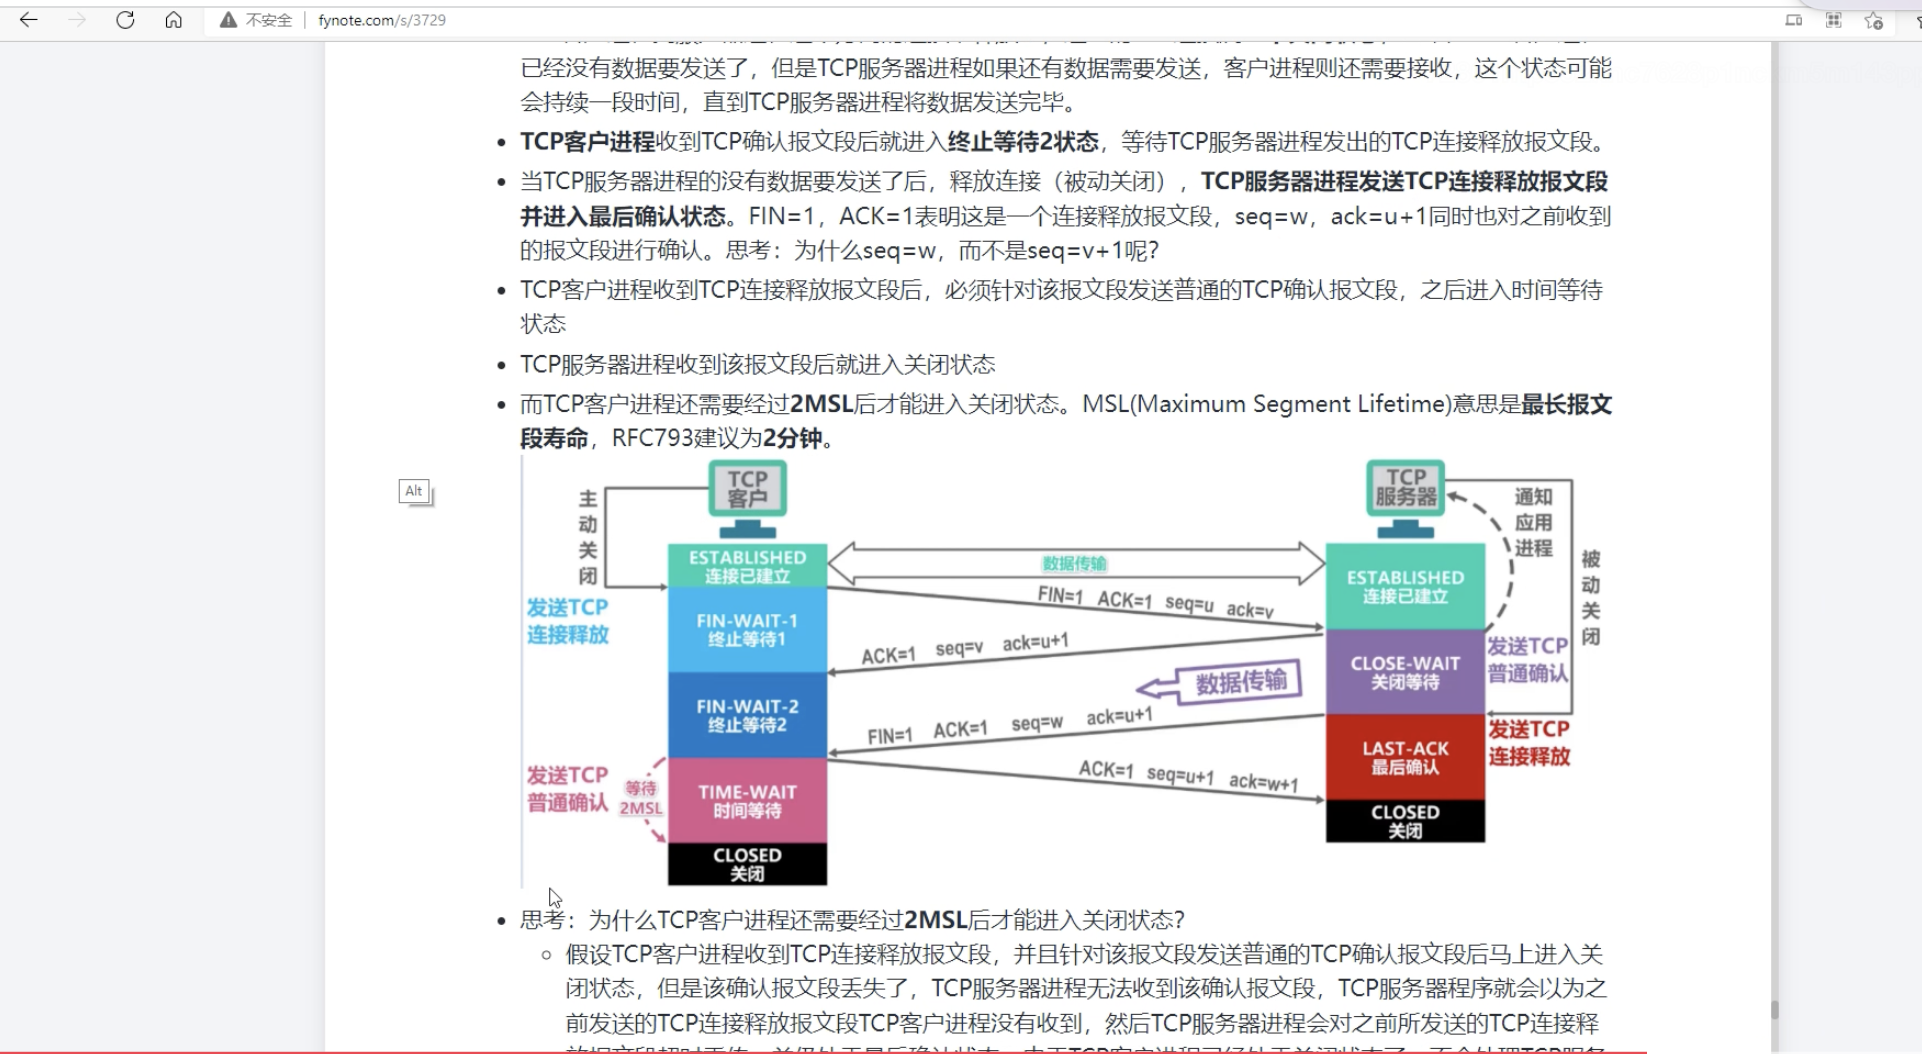 不安全 fynote.com/s/3729
已经没有数据要发送了，但是TCP服务器进程如果还有数据需要发送，客户进程则还需要接收，这个状态可能
会持续一段时间，直到TCP服务器进程将数据发送完毕。
TCP客户进程收到TCP确认报文段后就进入终止等待2状态，等待TCP服务器进程发出的TCP连接释放报文段。
当TCP服务器进程的没有数据要发送了后，释放连接（被动关闭），TCP服务器进程发送TCP连接释放报文段
并进入最后确认状态。FIN=1，ACK=1表明这是一个连接释放报文段，seq=w，ack=u+1同时也对之前收到
的报文段进行确认。思考：为什么seq=w，而不是seq=v+1呢？
TCP客户进程收到TCP连接释放报文段后，必须针对该报文段发送普通的TCP确认报文段，之后进入时间等待
状态
TCP服务器进程收到该报文段后就进入关闭状态
而TCP客户进程还需要经过2MSL后才能进入关闭状态。MSL(Maximum Segment Lifetime)意思是最长报文
段寿命，RFC793建议为2分钟。
Alt
主动关闭
TCP
客户
TCP
服务器
通知
应用
进程
被动关闭
ESTABLISHED
连接已建立
数据传输
ESTABLISHED
连接已建立
发送TCP
连接释放
FIN-WAIT-1
终止等待1
FIN=1 ACK=1 seq=u ack=v
ACK=1 seq=v ack=u+1
CLOSE-WAIT
关闭等待
发送TCP
普通确认
数据传输
FIN-WAIT-2
终止等待2
FIN=1 ACK=1 seq=w ack=u+1
LAST-ACK
最后确认
发送TCP
连接释放
发送TCP
普通确认
等待
2MSL
TIME-WAIT
时间等待
ACK=1 seq=u+1 ack=w+1
CLOSED
关闭
CLOSED
关闭
思考：为什么TCP客户进程还需要经过2MSL后才能进入关闭状态？
假设TCP客户进程收到TCP连接释放报文段，并且针对该报文段发送普通的TCP确认报文段后马上进入关
闭状态，但是该确认报文段丢失了，TCP服务器进程无法收到该确认报文段，TCP服务器程序就会以为之
前发送的TCP连接释放报文段TCP客户进程没有收到，然后TCP服务器进程会对之前所发送的TCP连接释